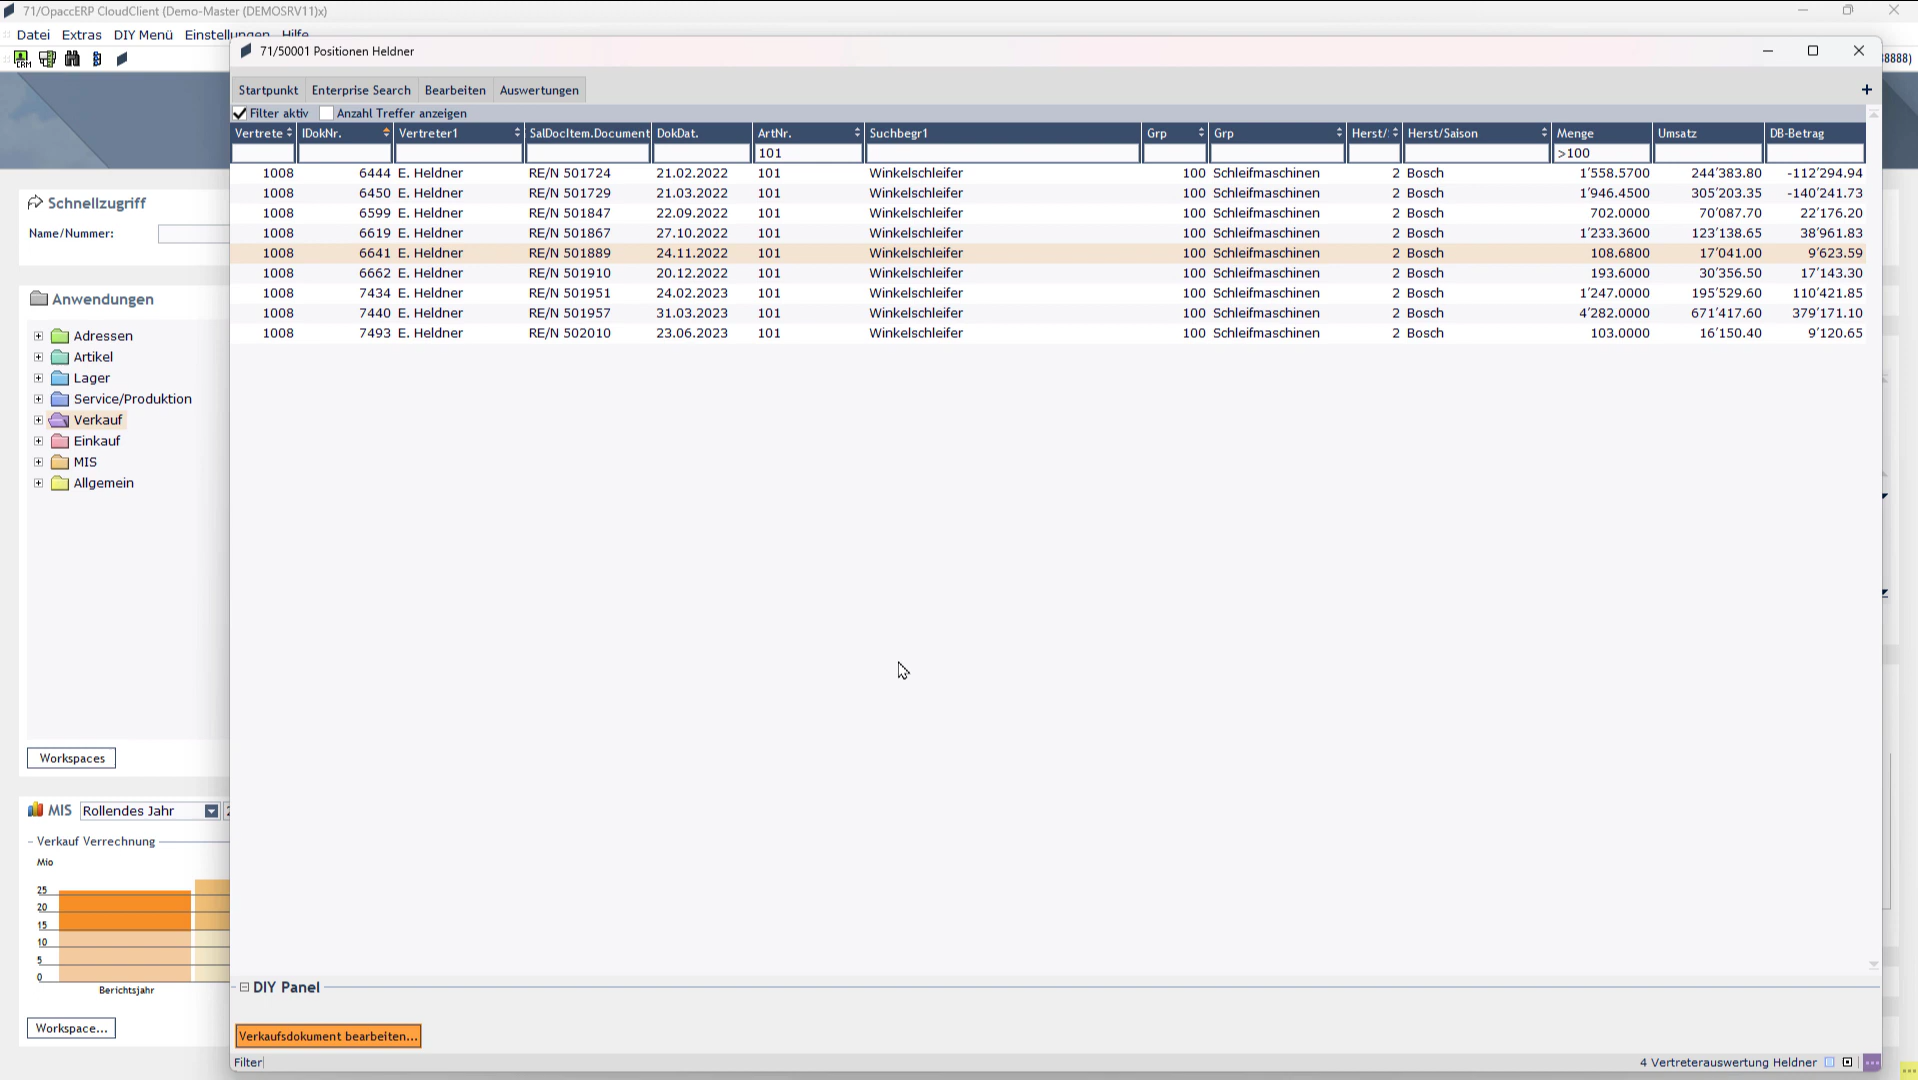 71/OpaccERP CloudClient (Demo-Master (DEMOSRV11)x)
Datei Extras DIY Menü Einstellungen Hilfe
CRM
71/50001 Positionen Heldner
8888)
Startpunkt Enterprise Search Bearbeiten Auswertungen +
Filter aktiv Anzahl Treffer anzeigen
Vertrete IDokNr. Vertreter1 SalDocItem.Document DokDat. ArtNr. Suchbegr1 Grp Grp Herst/ Herst/Saison Menge Umsatz DB-Betrag
101 >100
1008 6444 E. Heldner RE/N 501724 21.02.2022 101 Winkelschleifer 100 Schleifmaschinen 2 Bosch 1'558.5700 244'383.80 -112'294.94
1008 6450 E. Heldner RE/N 501729 21.03.2022 101 Winkelschleifer 100 Schleifmaschinen 2 Bosch 1'946.4500 305'203.35 -140'241.73
1008 6599 E. Heldner RE/N 501847 22.09.2022 101 Winkelschleifer 100 Schleifmaschinen 2 Bosch 702.0000 70'087.70 22'176.20
1008 6619 E. Heldner RE/N 501867 27.10.2022 101 Winkelschleifer 100 Schleifmaschinen 2 Bosch 1'233.3600 123'138.65 38'961.83
1008 6641 E. Heldner RE/N 501889 24.11.2022 101 Winkelschleifer 100 Schleifmaschinen 2 Bosch 108.6800 17'041.00 9'623.59
1008 6662 E. Heldner RE/N 501910 20.12.2022 101 Winkelschleifer 100 Schleifmaschinen 2 Bosch 193.6000 30'356.50 17'143.30
1008 7434 E. Heldner RE/N 501951 24.02.2023 101 Winkelschleifer 100 Schleifmaschinen 2 Bosch 1'247.0000 195'529.60 110'421.85
1008 7440 E. Heldner RE/N 501957 31.03.2023 101 Winkelschleifer 100 Schleifmaschinen 2 Bosch 4'282.0000 671'417.60 379'171.10
1008 7493 E. Heldner RE/N 502010 23.06.2023 101 Winkelschleifer 100 Schleifmaschinen 2 Bosch 103.0000 16'150.40 9'120.65
Schnellzugriff
Name/Nummer:
Anwendungen
Adressen
Artikel
Lager
Service/Produktion
Verkauf
Einkauf
MIS
Allgemein
Workspaces
MIS Rollendes Jahr 2
Verkauf Verrechnung
Mio
25
20
15
10
5
0
Berichtsjahr
Workspace...
DIY Panel
Verkaufsdokument bearbeiten...
Filter
4 Vertreterauswertung Heldner